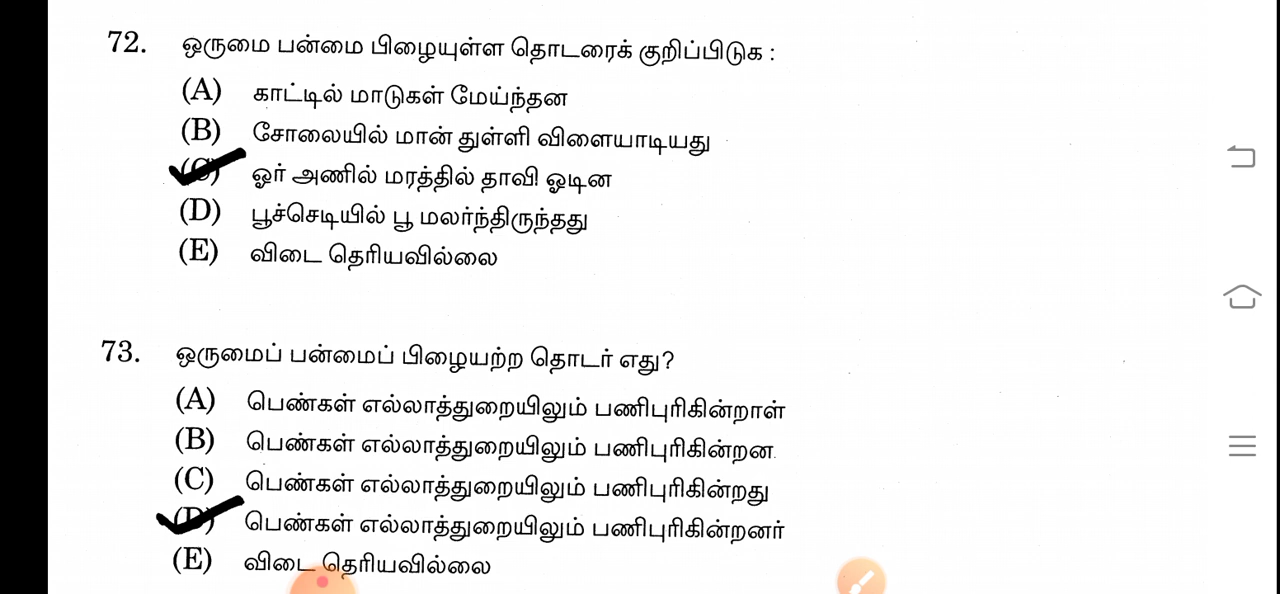 72. ஒருமை பன்மை பிழையுள்ள தொடரைக் குறிப்பிடுக :
(A) காட்டில் மாடுகள் மேய்ந்தன
(B) சோலையில் மான் துள்ளி விளையாடியது
(C) ஓர் அணில் மரத்தில் தாவி ஓடின
(D) பூச்செடியில் பூ மலர்ந்திருந்தது
(E) விடை தெரியவில்லை
73. ஒருமைப் பன்மைப் பிழையற்ற தொடர் எது?
(A) பெண்கள் எல்லாத்துறையிலும் பணிபுரிகின்றாள்
(B) பெண்கள் எல்லாத்துறையிலும் பணிபுரிகின்றன
(C) பெண்கள் எல்லாத்துறையிலும் பணிபுரிகின்றது
(D) பெண்கள் எல்லாத்துறையிலும் பணிபுரிகின்றனர்
(E) விடை தெரியவில்லை